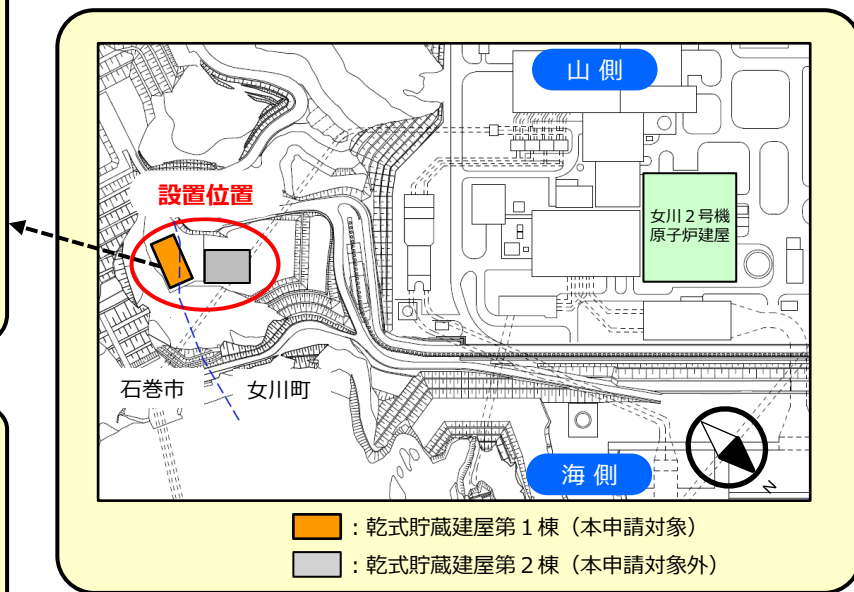 山 側
設置位置
女川２号機
原子炉建屋
石巻市
女川町
海 側
N
：乾式貯蔵建屋第１棟（本申請対象）
：乾式貯蔵建屋第２棟（本申請対象外）